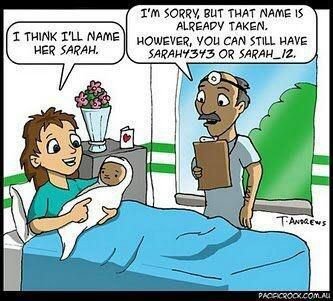 I THINK I'LL NAME
HER SARAH.
I'M SORRY, BUT THAT NAME IS
ALREADY TAKEN.
HOWEVER, YOU CAN STILL HAVE
SARAH4343 OR SARAH_12.
T. ANDREWS
PACIFICROCK.COM.AU